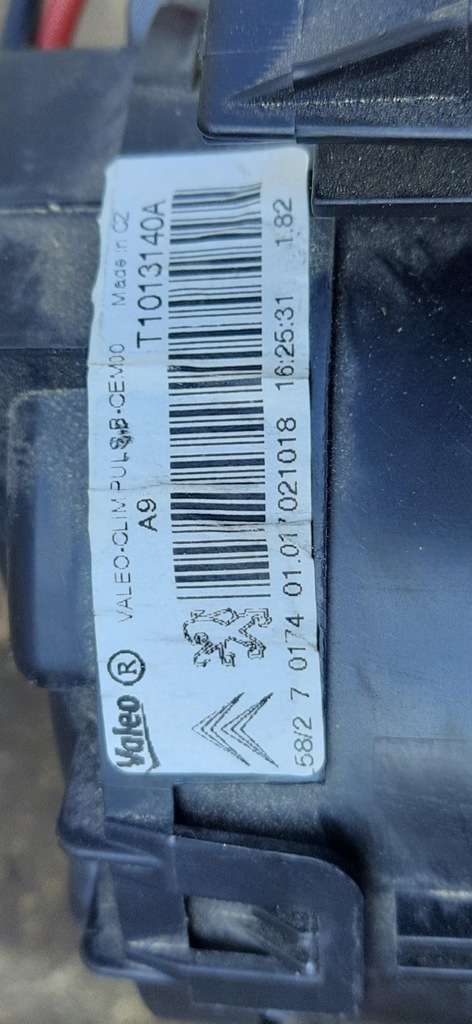 Valeo ®
VALEO-CLIM PULS B-CEM00 Made in CZ
A9 T1013140A
58/2 7 0174 01.01 021018 16:25:31 1.82